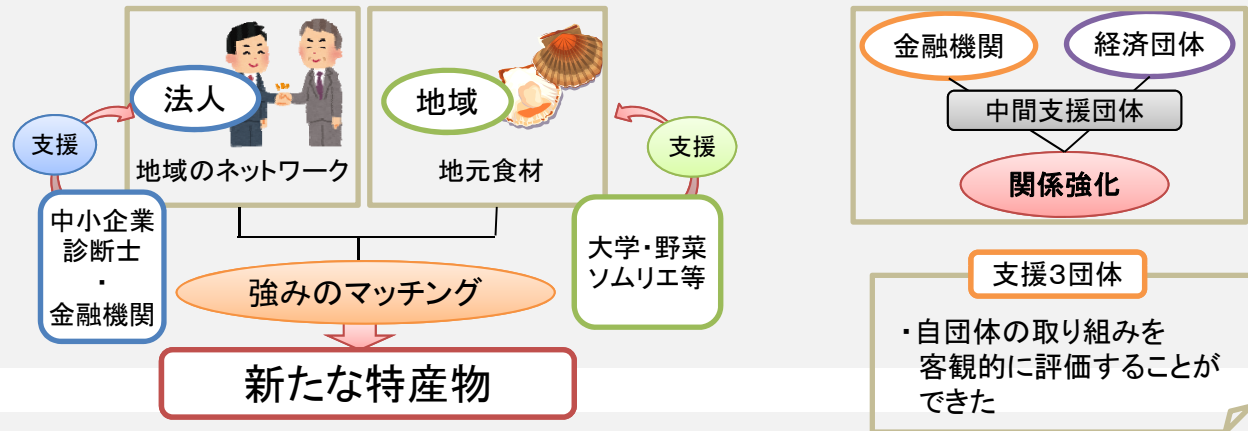 法人
地域のネットワーク
地域
地元食材
支援
支援
中小企業
診断士
・
金融機関
大学・野菜
ソムリエ等
強みのマッチング
新たな特産物
金融機関
経済団体
中間支援団体
関係強化
支援3団体
・自団体の取り組みを
客観的に評価することが
できた